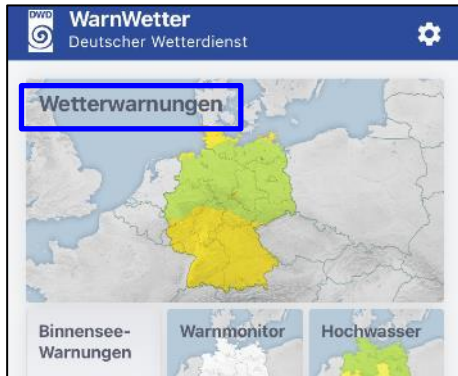 DWD
WarnWetter
Deutscher Wetterdienst
Wetterwarnungen
Binnensee-
Warnungen
Warnmonitor
Hochwasser